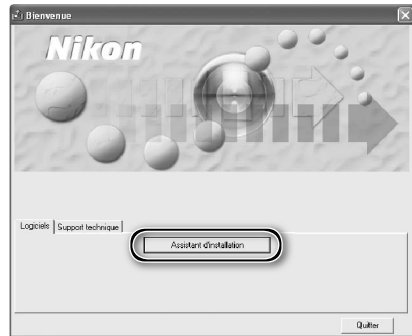 Bienvenue
Nikon
Logiciels Support technique
Assistant d'installation
Quitter